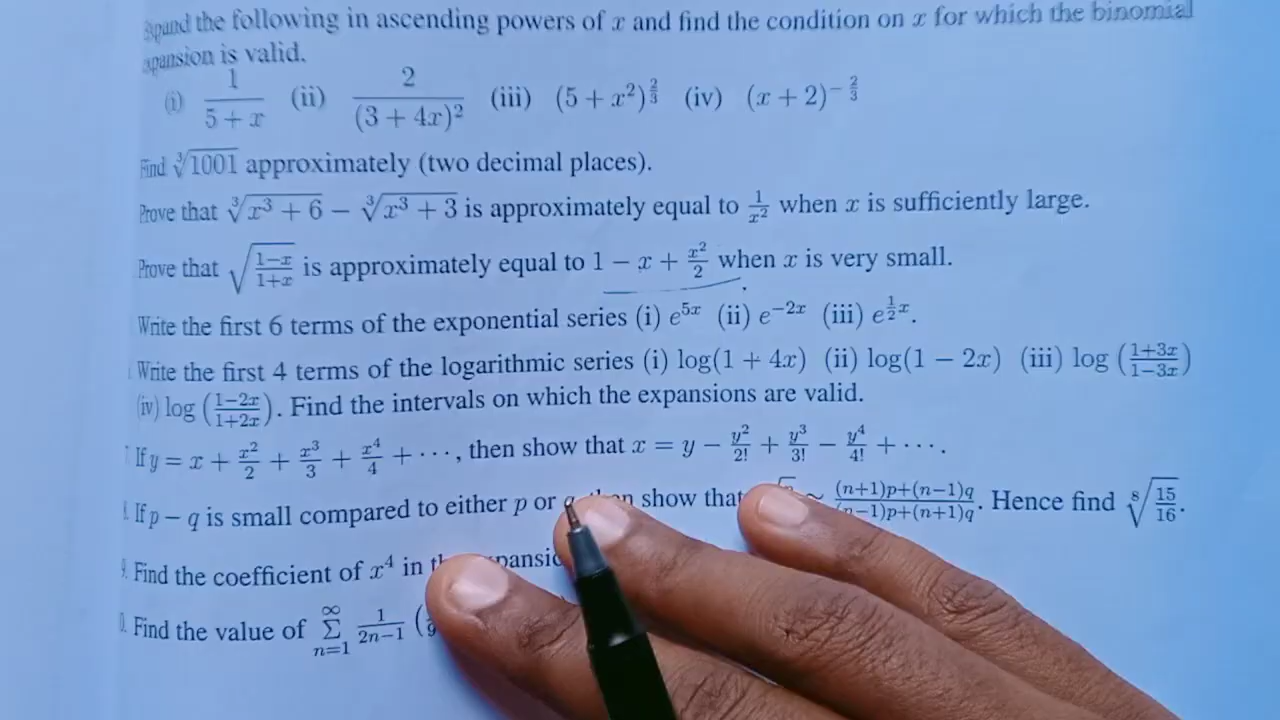 the following in ascending powers of x and find the condition on x for which the binomial
is valid.
(i) 1/(5 + x) (ii) 2/(3 + 4x)² (iii) (5 + x²)^(2/3) (iv) (x + 2)^(−2/3)
Find ∛1001 approximately (two decimal places).
Prove that ∛(x³ + 6) − ∛(x³ + 3) is approximately equal to 1/x² when x is sufficiently large.
Prove that √((1−x)/(1+x)) is approximately equal to 1 − x + x²/2 when x is very small.
Write the first 6 terms of the exponential series (i) e^(5x) (ii) e^(−2x) (iii) e^(½x).
Write the first 4 terms of the logarithmic series (i) log(1 + 4x) (ii) log(1 − 2x) (iii) log ((1+3x)/(1−3x))
(iv) log ((1−2x)/(1+2x)). Find the intervals on which the expansions are valid.
If y = x + x²/2 + x³/3 + x⁴/4 + ⋯, then show that x = y − y²/2! + y³/3! − y⁴/4! + ⋯.
If p − q is small compared to either p or show that ((n+1)p+(n−1)q)/((n−1)p+(n+1)q). Hence find ⁸√(15/16).
9. Find the coefficient of x⁴ in
Find the value of ∑_(n=1)^∞ 1/(2n−1) (